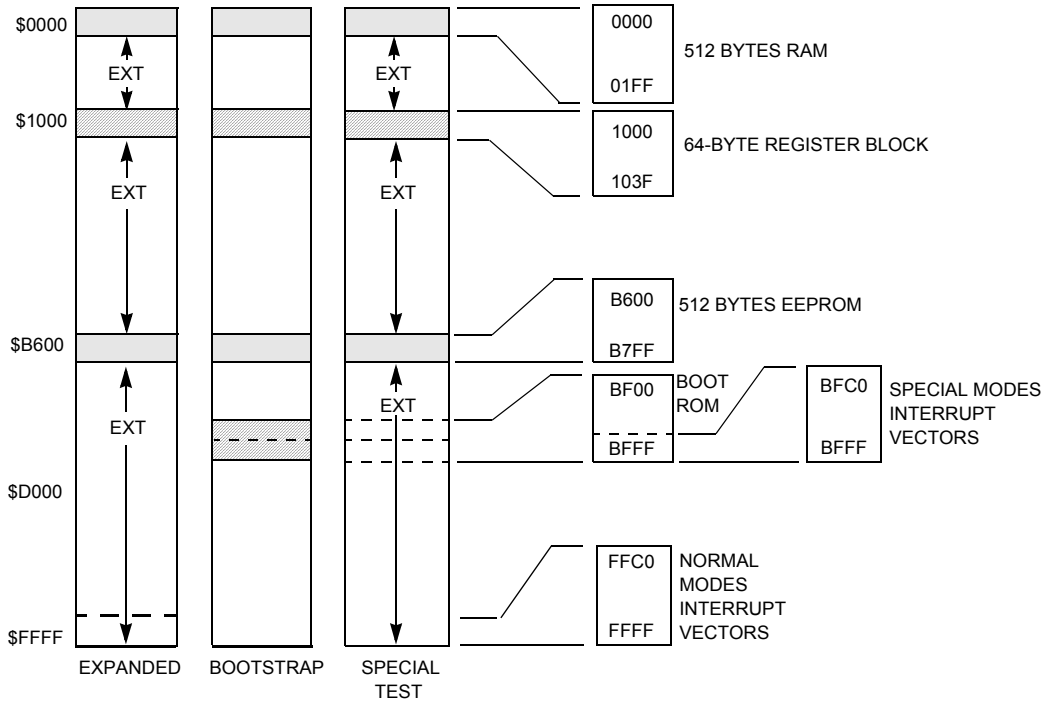 $0000
EXT
EXT
0000
01FF
512 BYTES RAM
$1000
1000
103F
64-BYTE REGISTER BLOCK
EXT
EXT
$B600
B600
B7FF
512 BYTES EEPROM
EXT
EXT
BF00
BFFF
BOOT
ROM
BFC0
BFFF
SPECIAL MODES
INTERRUPT
VECTORS
$D000
FFC0
FFFF
NORMAL
MODES
INTERRUPT
VECTORS
$FFFF
EXPANDED
BOOTSTRAP
SPECIAL
TEST